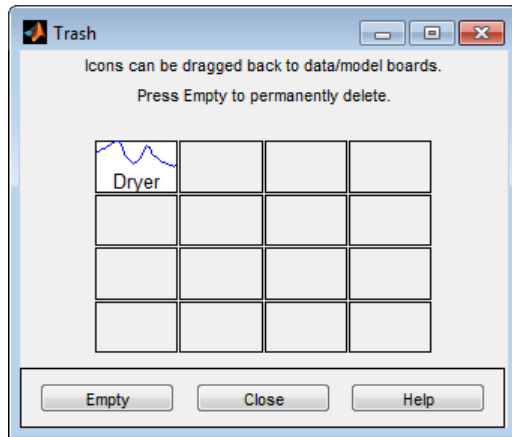 Trash
Icons can be dragged back to data/model boards.
Press Empty to permanently delete.
Dryer
Empty
Close
Help